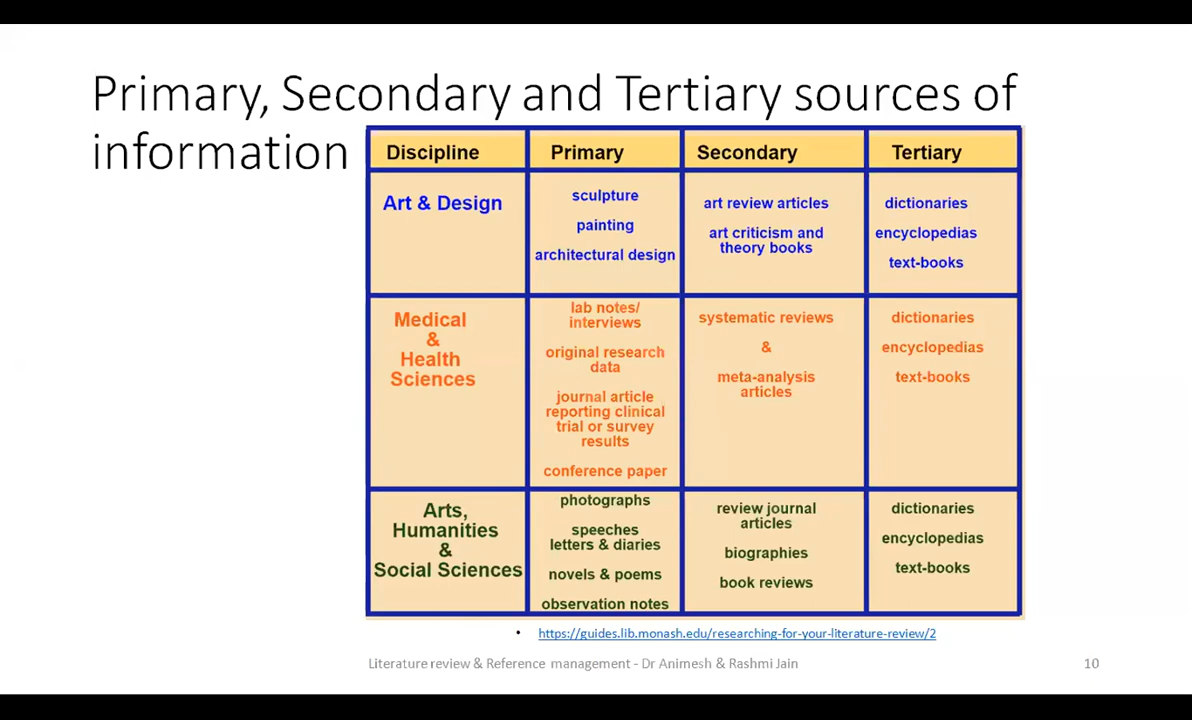 Primary, Secondary and Tertiary sources of
information
Discipline
Primary
Secondary
Tertiary
Art & Design
sculpture
painting
architectural design
art review articles
art criticism and
theory books
dictionaries
encyclopedias
text-books
Medical
&
Health
Sciences
lab notes/
interviews
original research
data
journal article
reporting clinical
trial or survey
results
conference paper
systematic reviews
&
meta-analysis
articles
dictionaries
encyclopedias
text-books
Arts,
Humanities
&
Social Sciences
photographs
speeches
letters & diaries
novels & poems
observation notes
review journal
articles
biographies
book reviews
dictionaries
encyclopedias
text-books
• https://guides.lib.monash.edu/researching-for-your-literature-review/2
Literature review & Reference management - Dr Animesh & Rashmi Jain
10